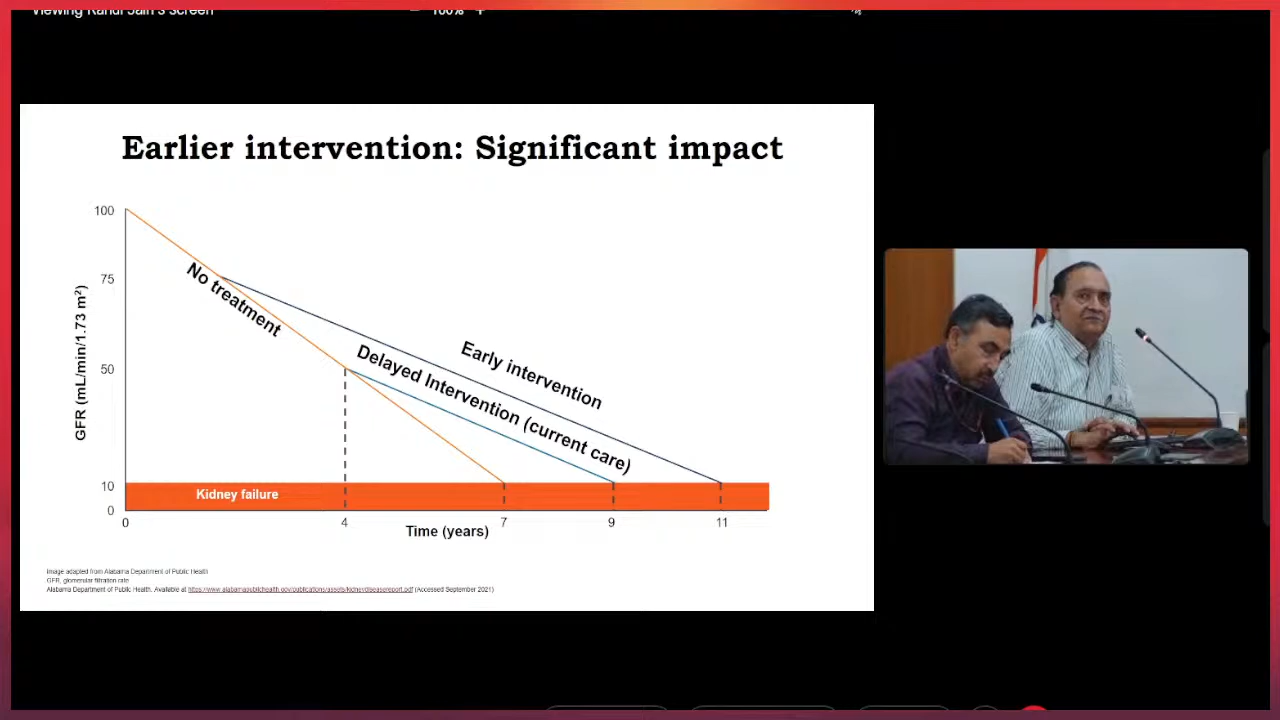 Viewing Randi Jain's screen
100% +
Earlier intervention: Significant impact
100
75
50
10
0
GFR (mL/min/1.73 m²)
No treatment
Early intervention
Delayed Intervention (current care)
Kidney failure
0
4
7
9
11
Time (years)
Image adapted from Alabama Department of Public Health
GFR, glomerular filtration rate
Alabama Department of Public Health. Available at https://www.alabamapublichealth.gov/publications/assets/kidneydiseasereport.pdf (Accessed September 2021)